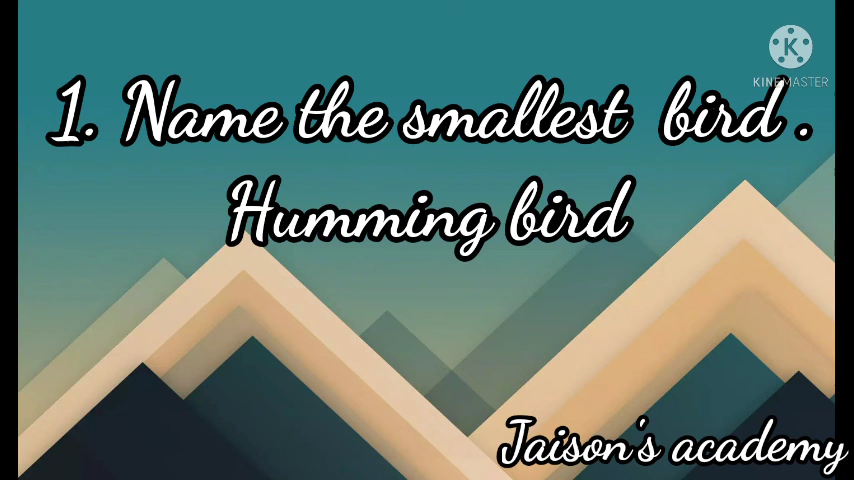 KINEMASTER
1. Name the smallest bird .
Humming bird
Jaison's academy